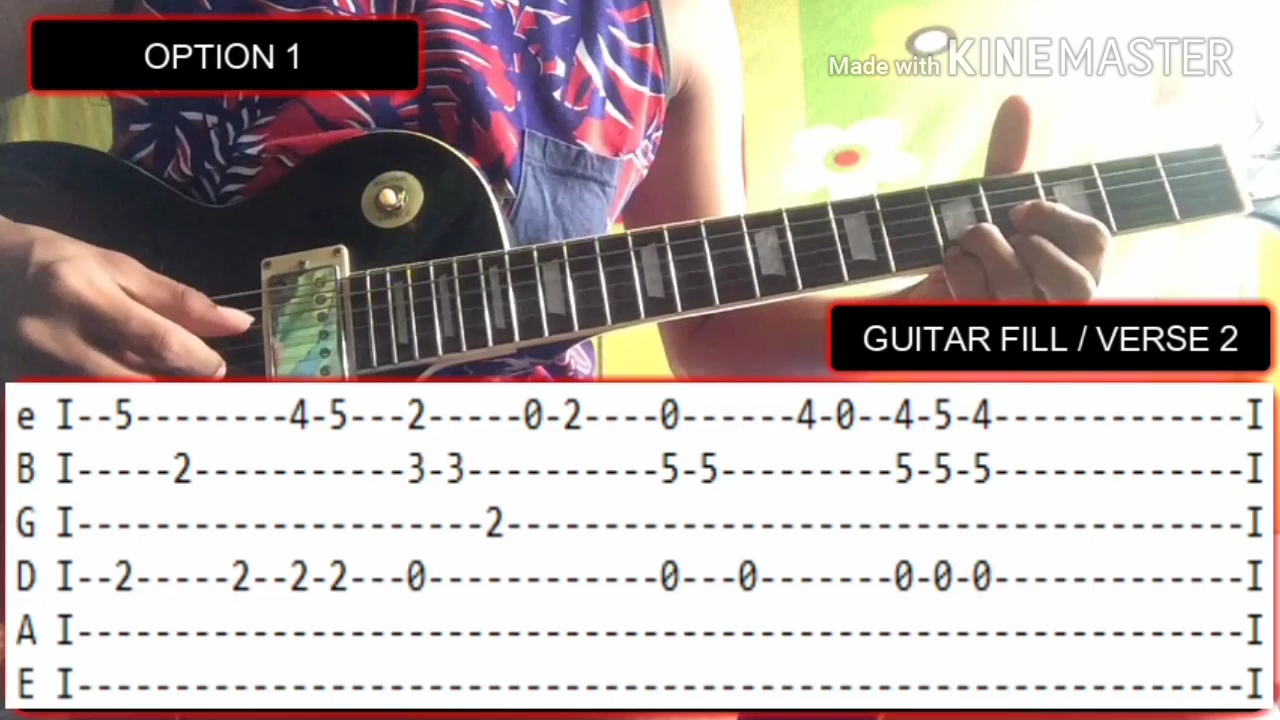 OPTION 1
Made with KINEMASTER
GUITAR FILL / VERSE 2
e I--5--------4-5---2-----0-2----0------4-0--4-5-4-------------I
B I-----2-----------3-3----------5-5---------5-5-5-------------I
G I---------------------2--------------------------------------I
D I--2-----2--2-2---0------------0---0-------0-0-0-------------I
A I------------------------------------------------------------I
E I------------------------------------------------------------I